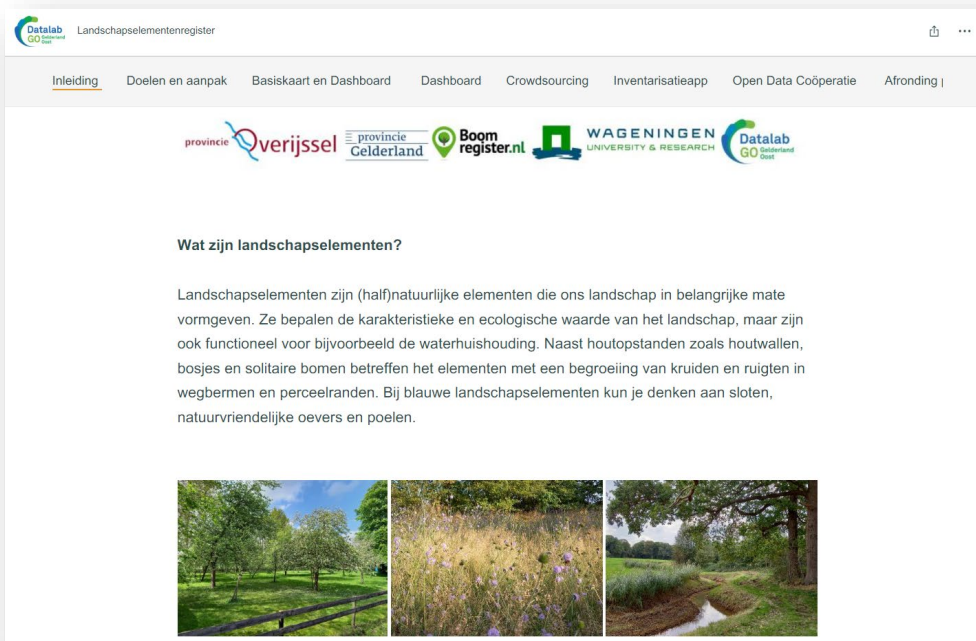 Datalab
GO Gelderland Oost
Landschapselementenregister
Inleiding Doelen en aanpak Basiskaart en Dashboard Dashboard Crowdsourcing Inventarisatieapp Open Data Coöperatie Afronding
provincie Overijssel
provincie Gelderland
Boom register.nl
WAGENINGEN
UNIVERSITY & RESEARCH
Datalab
GO Gelderland Oost
Wat zijn landschapselementen?
Landschapselementen zijn (half)natuurlijke elementen die ons landschap in belangrijke mate
vormgeven. Ze bepalen de karakteristieke en ecologische waarde van het landschap, maar zijn
ook functioneel voor bijvoorbeeld de waterhuishouding. Naast houtopstanden zoals houtwallen,
bosjes en solitaire bomen betreffen het elementen met een begroeiing van kruiden en ruigten in
wegbermen en perceelranden. Bij blauwe landschapselementen kun je denken aan sloten,
natuurvriendelijke oevers en poelen.